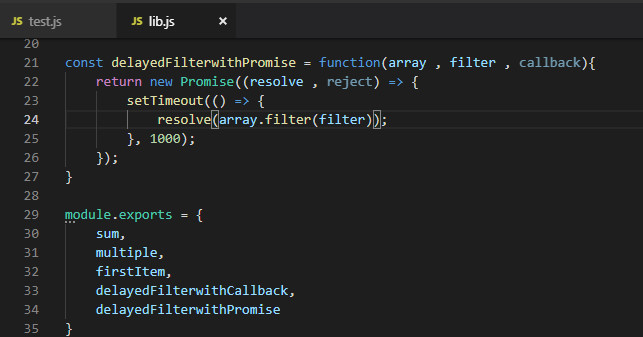 JS test.js JS lib.js ×
20
21 const delayedFilterwithPromise = function(array , filter , callback){
22     return new Promise((resolve , reject) => {
23         setTimeout(() => {
24             resolve(array.filter(filter));
25         }, 1000);
26     });
27 }
28
29 module.exports = {
30     sum,
31     multiple,
32     firstItem,
33     delayedFilterwithCallback,
34     delayedFilterwithPromise
35 }